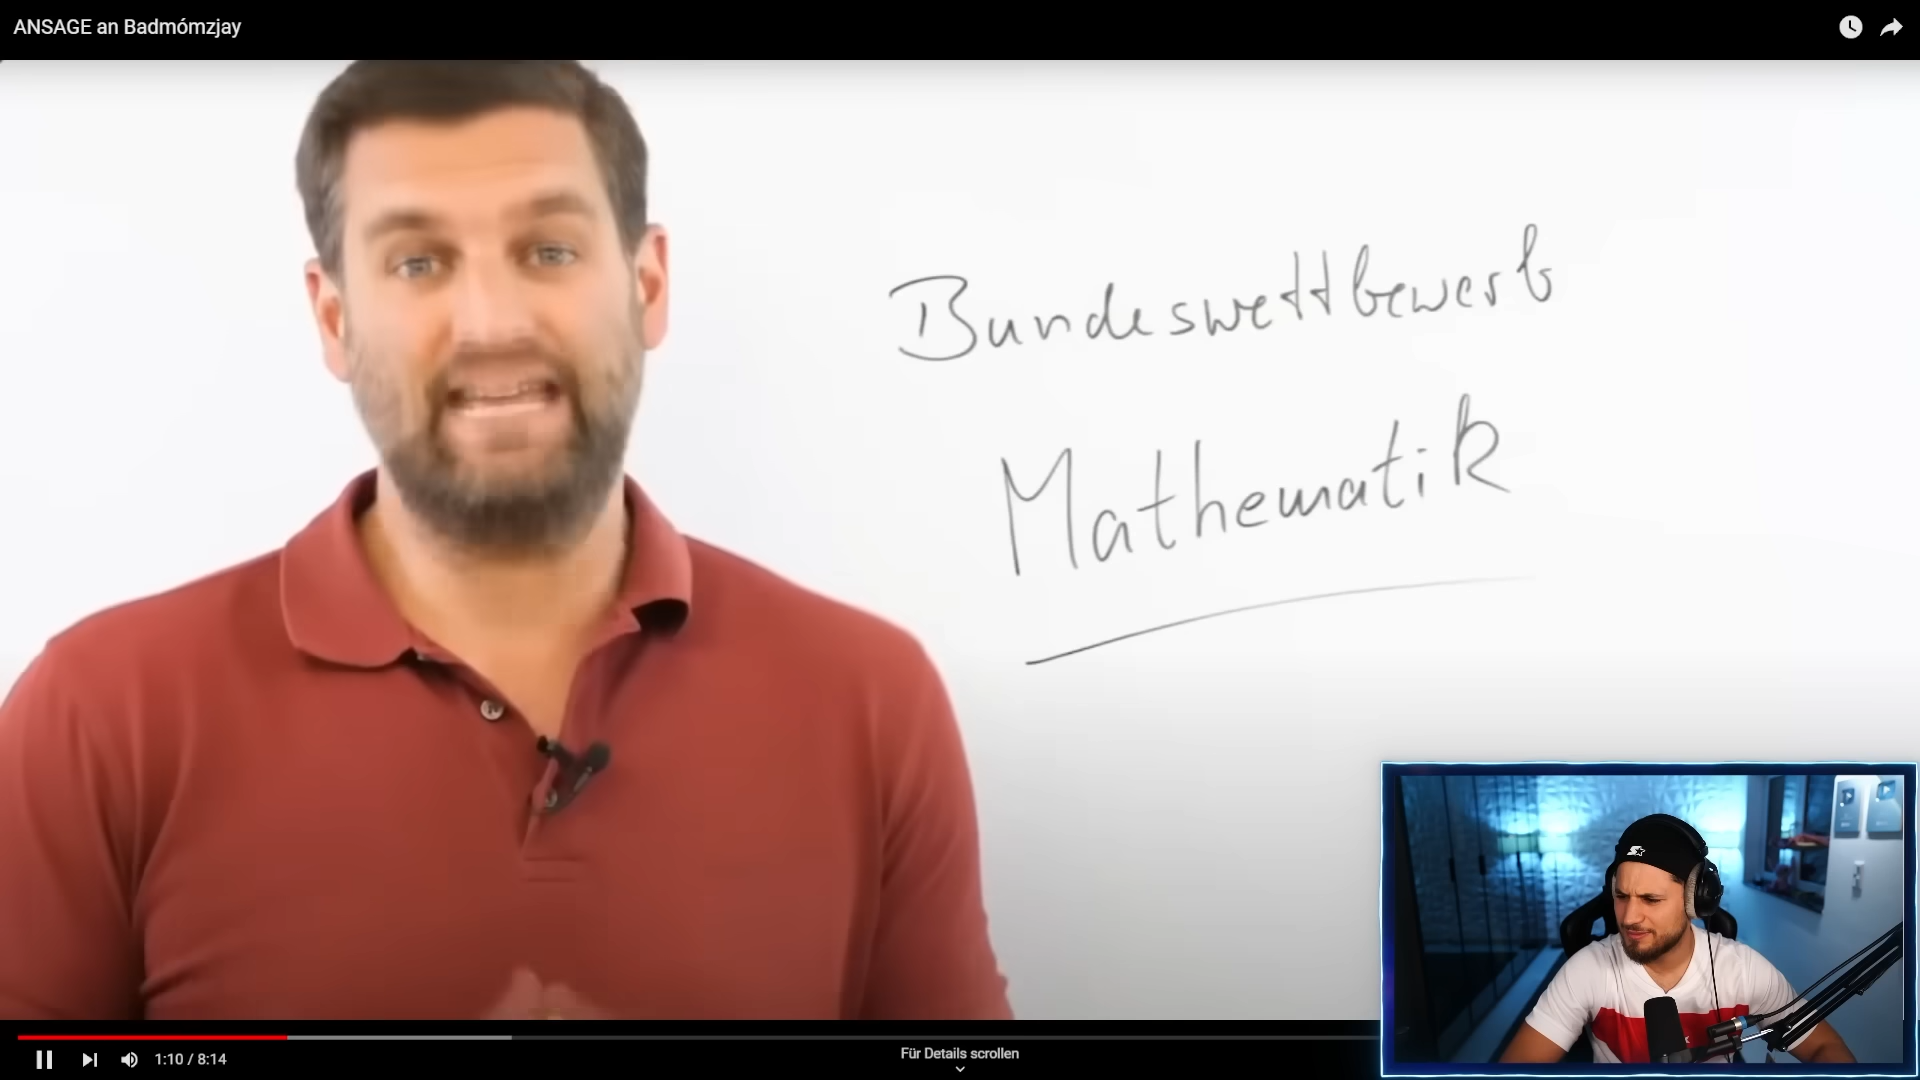 ANSAGE an Badmómzjay
Bundeswettbewerb
Mathematik
1:10 / 8:14
Für Details scrollen